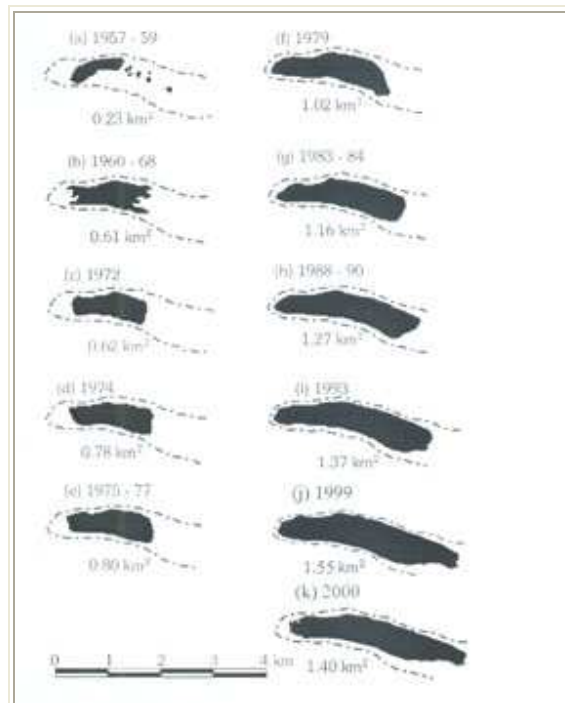 (a) 1957 - 59
0.23 km²
(b) 1960 - 68
0.61 km²
(c) 1972
0.62 km²
(d) 1974
0.78 km²
(e) 1975 - 77
0.80 km²
(f) 1979
1.02 km²
(g) 1983 - 84
1.16 km²
(h) 1988 - 90
1.27 km²
(i) 1993
1.37 km²
(j) 1999
1.55 km²
(k) 2000
1.40 km²
0 1 2 3 4 km